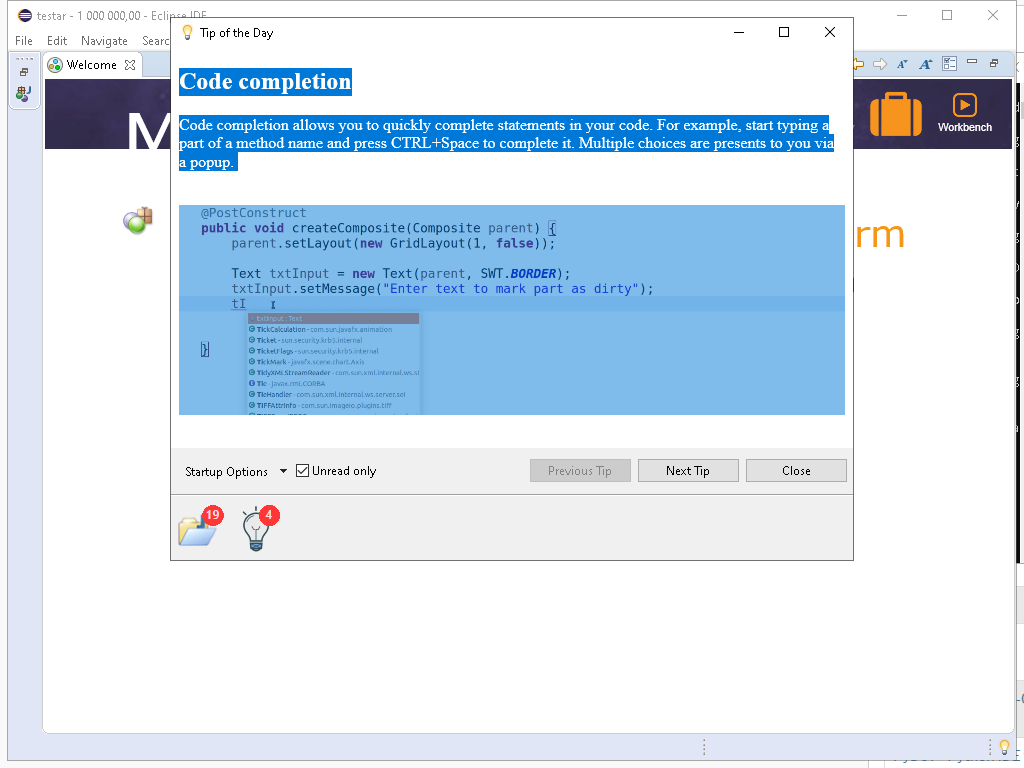 testar - 1 000 000,00 - Eclipse IDE
File Edit Navigate Searc
Tip of the Day
Welcome
Code completion
Code completion allows you to quickly complete statements in your code. For example, start typing a
part of a method name and press CTRL+Space to complete it. Multiple choices are presents to you via
a popup.
M
Workbench
rm
@PostConstruct
public void createComposite(Composite parent) {
parent.setLayout(new GridLayout(1, false));
Text txtInput = new Text(parent, SWT.BORDER);
txtInput.setMessage("Enter text to mark part as dirty");
tI
txtInput : Text
TickCalculation - com.sun.javafx.animation
Ticket - sun.security.krb5.internal
TicketFlags - sun.security.krb5.internal
TickMark - javafx.scene.chart.Axis
TidyXMLStreamReader - com.sun.xml.internal.ws.st
Tie - javax.rmi.CORBA
TieHandler - com.sun.xml.internal.ws.server.sei
TIFFAttrInfo - com.sun.imageio.plugins.tiff
}
Startup Options
Unread only
Previous Tip
Next Tip
Close
19
4